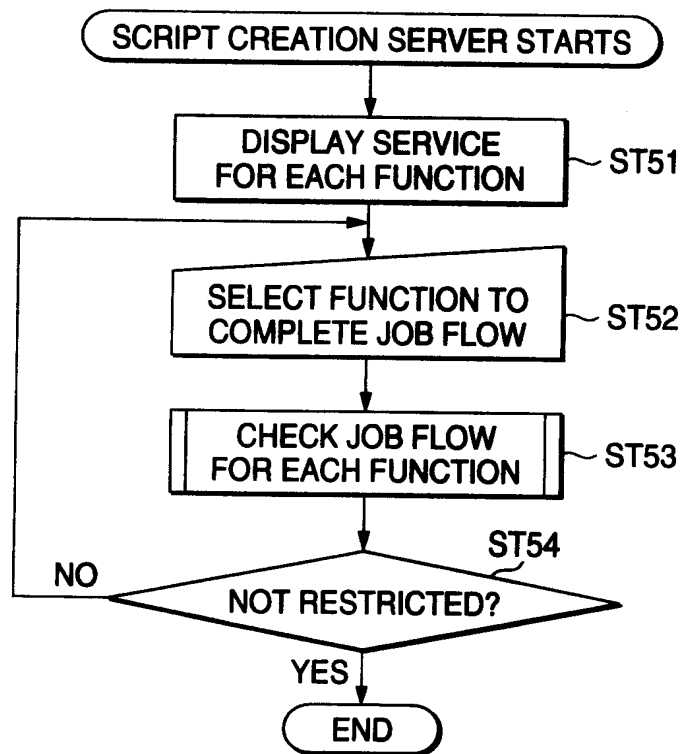 SCRIPT CREATION SERVER STARTS
DISPLAY SERVICE
FOR EACH FUNCTION
ST51
SELECT FUNCTION TO
COMPLETE JOB FLOW
ST52
CHECK JOB FLOW
FOR EACH FUNCTION
ST53
ST54
NO
NOT RESTRICTED?
YES
END